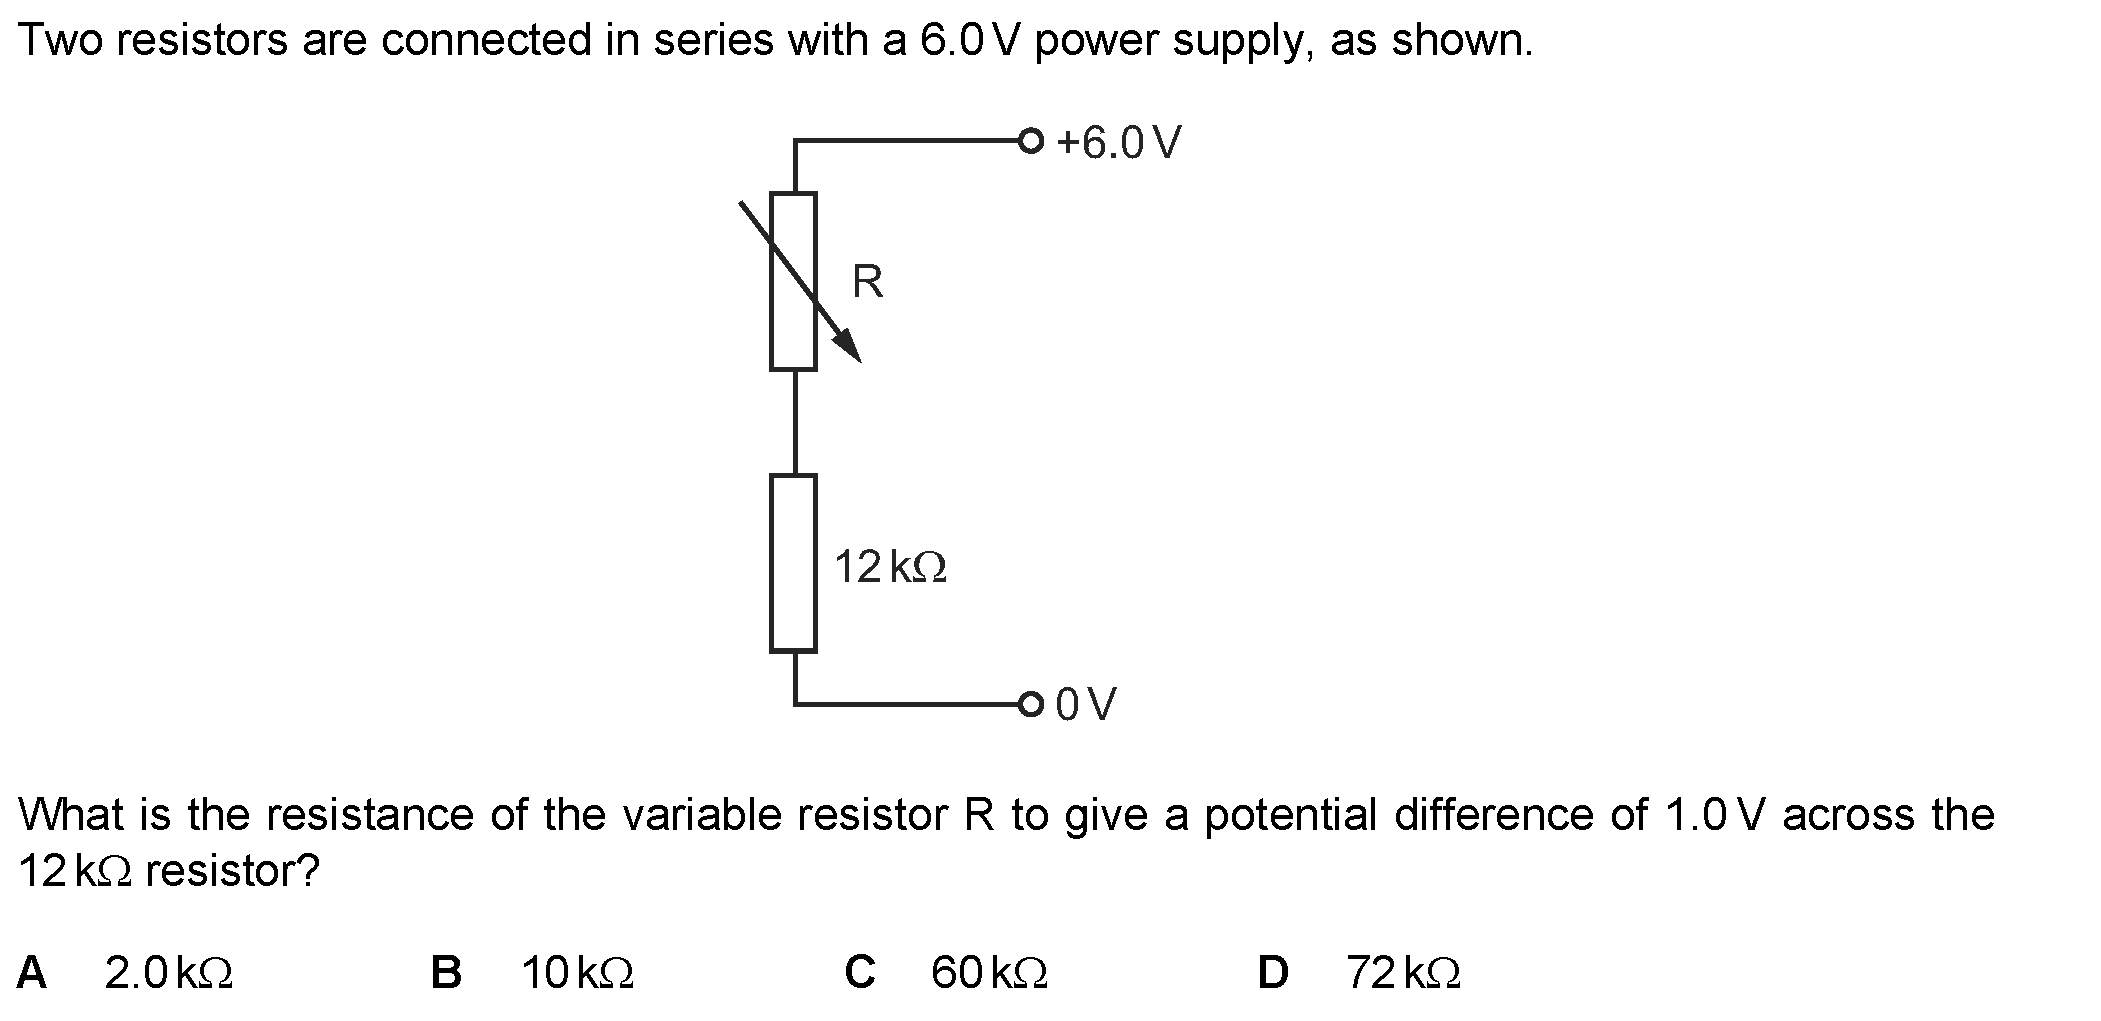 Two resistors are connected in series with a 6.0 V power supply, as shown.
+6.0 V
R
12 kΩ
0 V
What is the resistance of the variable resistor R to give a potential difference of 1.0 V across the
12 kΩ resistor?
A 2.0 kΩ B 10 kΩ C 60 kΩ D 72 kΩ